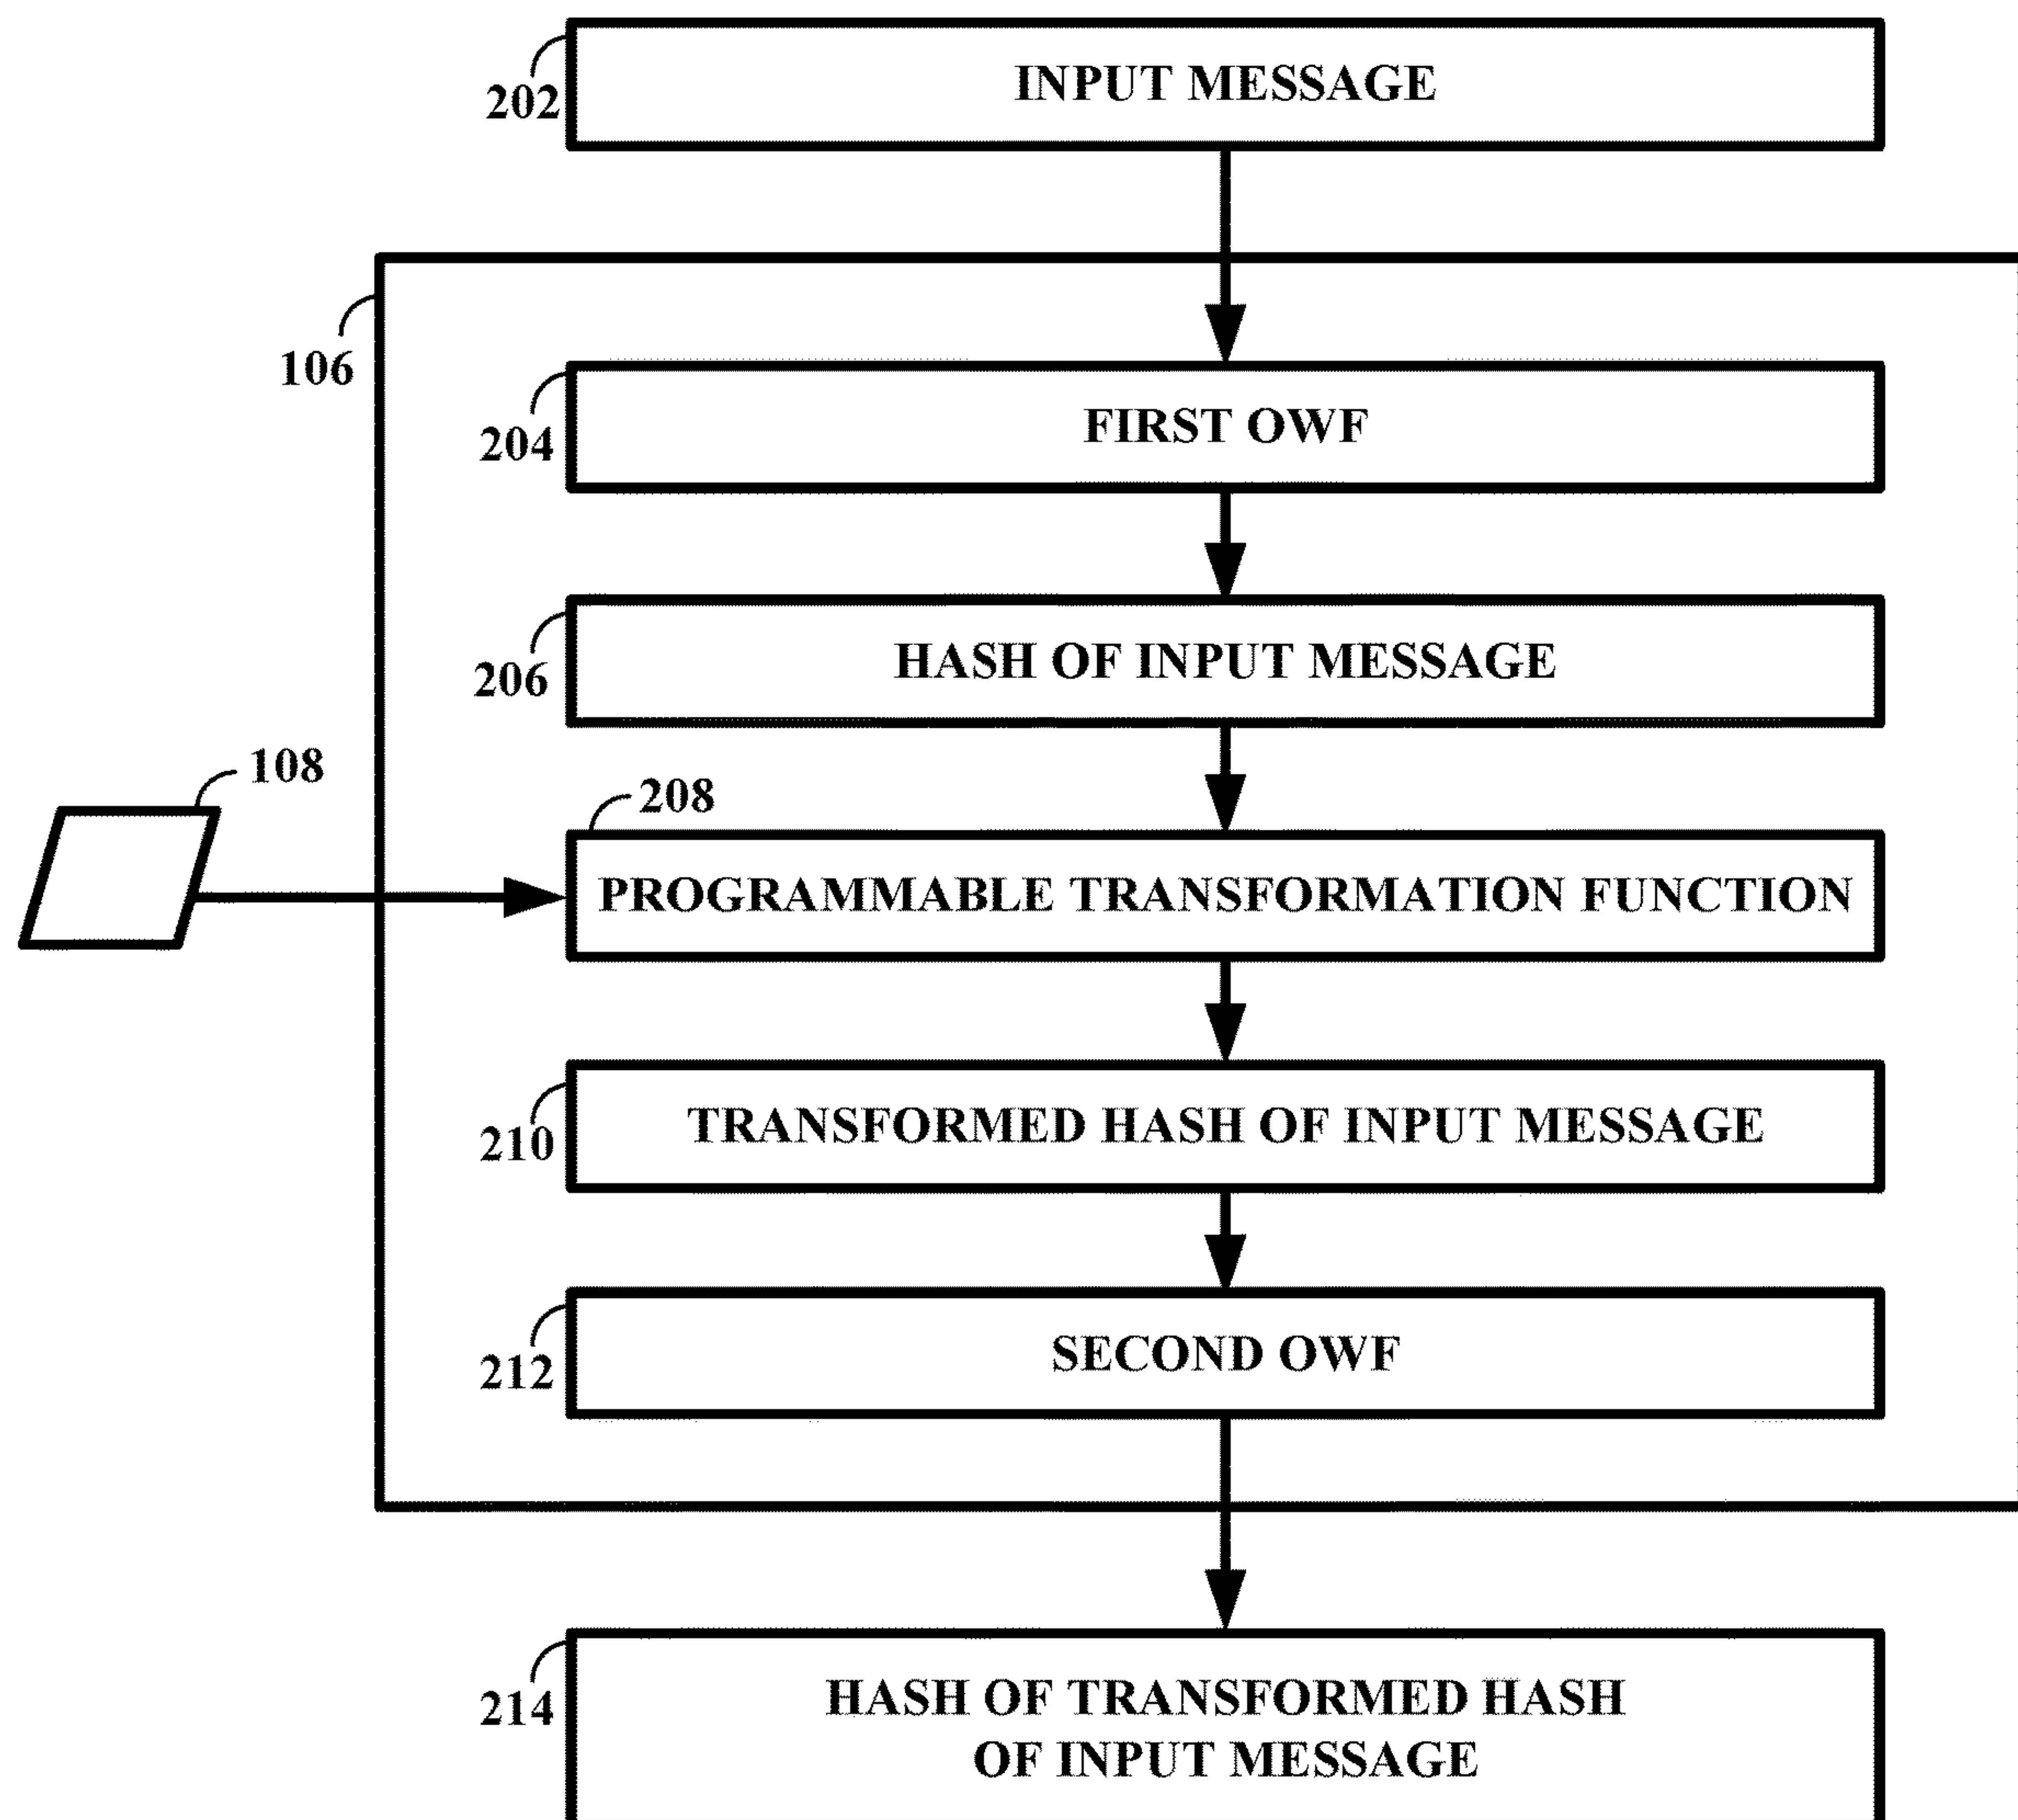 INPUT MESSAGE
202
106
FIRST OWF
204
HASH OF INPUT MESSAGE
206
108
208
PROGRAMMABLE TRANSFORMATION FUNCTION
TRANSFORMED HASH OF INPUT MESSAGE
210
SECOND OWF
212
HASH OF TRANSFORMED HASH
214
OF INPUT MESSAGE